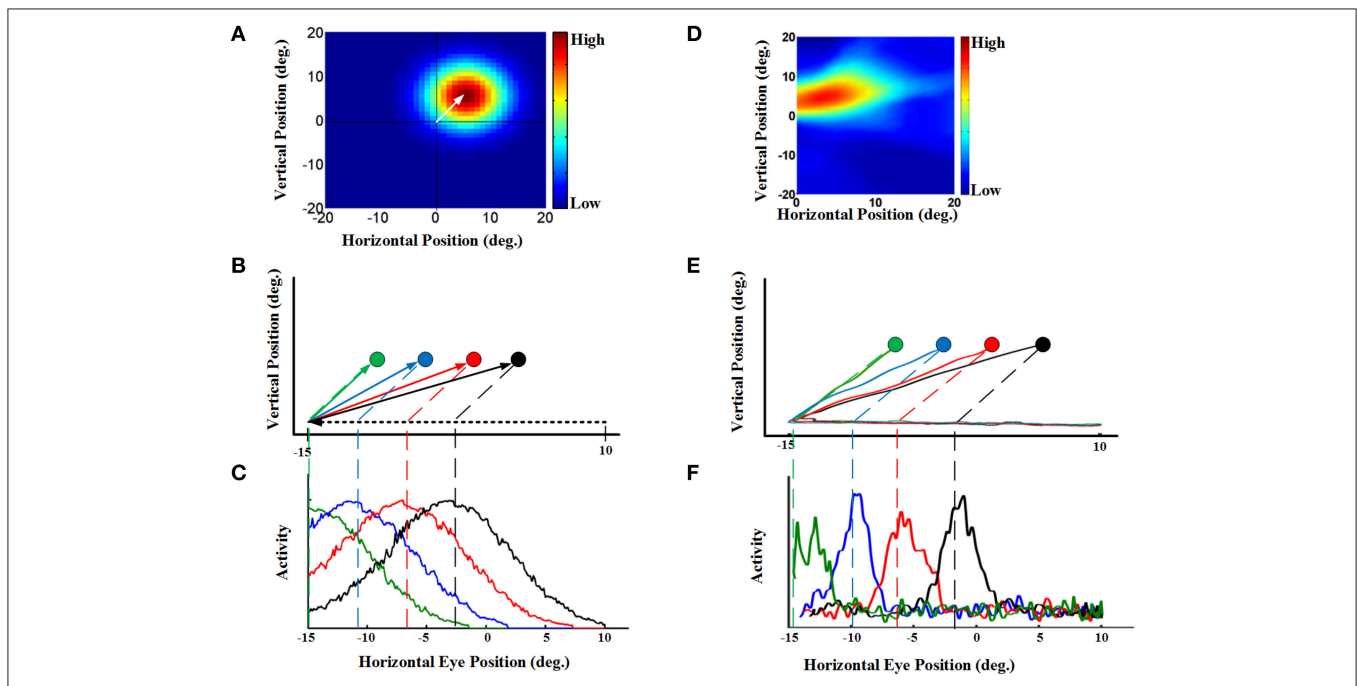 A
20
10
0
-10
-20
-20
-10
0
10
20
Vertical Position (deg.)
Horizontal Position (deg.)
High
Low
D
20
10
0
-10
-20
0
10
20
Vertical Position (deg.)
Horizontal Position (deg.)
High
Low
B
Vertical Position (deg.)
-15
10
E
Vertical Position (deg.)
-15
10
C
Activity
-15
-10
-5
0
5
10
Horizontal Eye Position (deg.)
F
Activity
-15
-10
-5
0
5
10
Horizontal Eye Position (deg.)